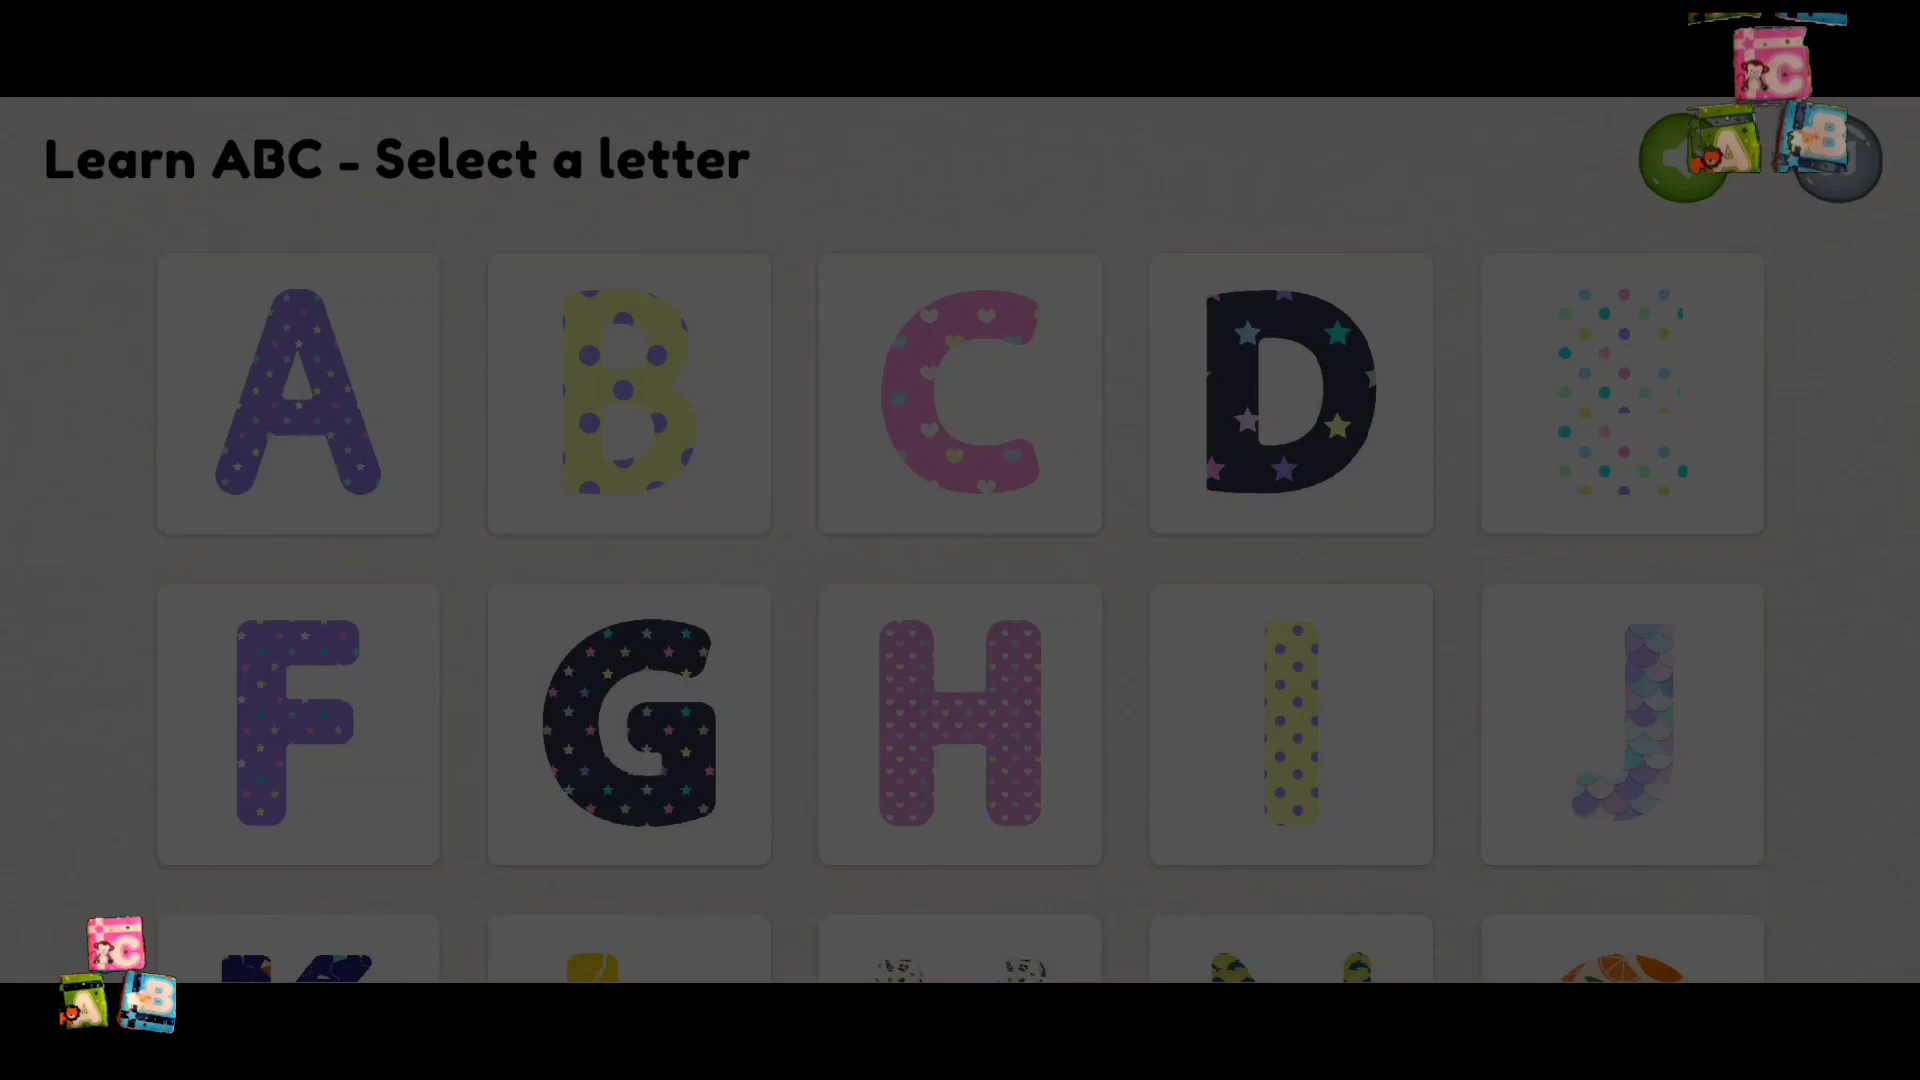 C
Learn ABC - Select a letter
A B
A B C D E
F G H I J
C
K
A B